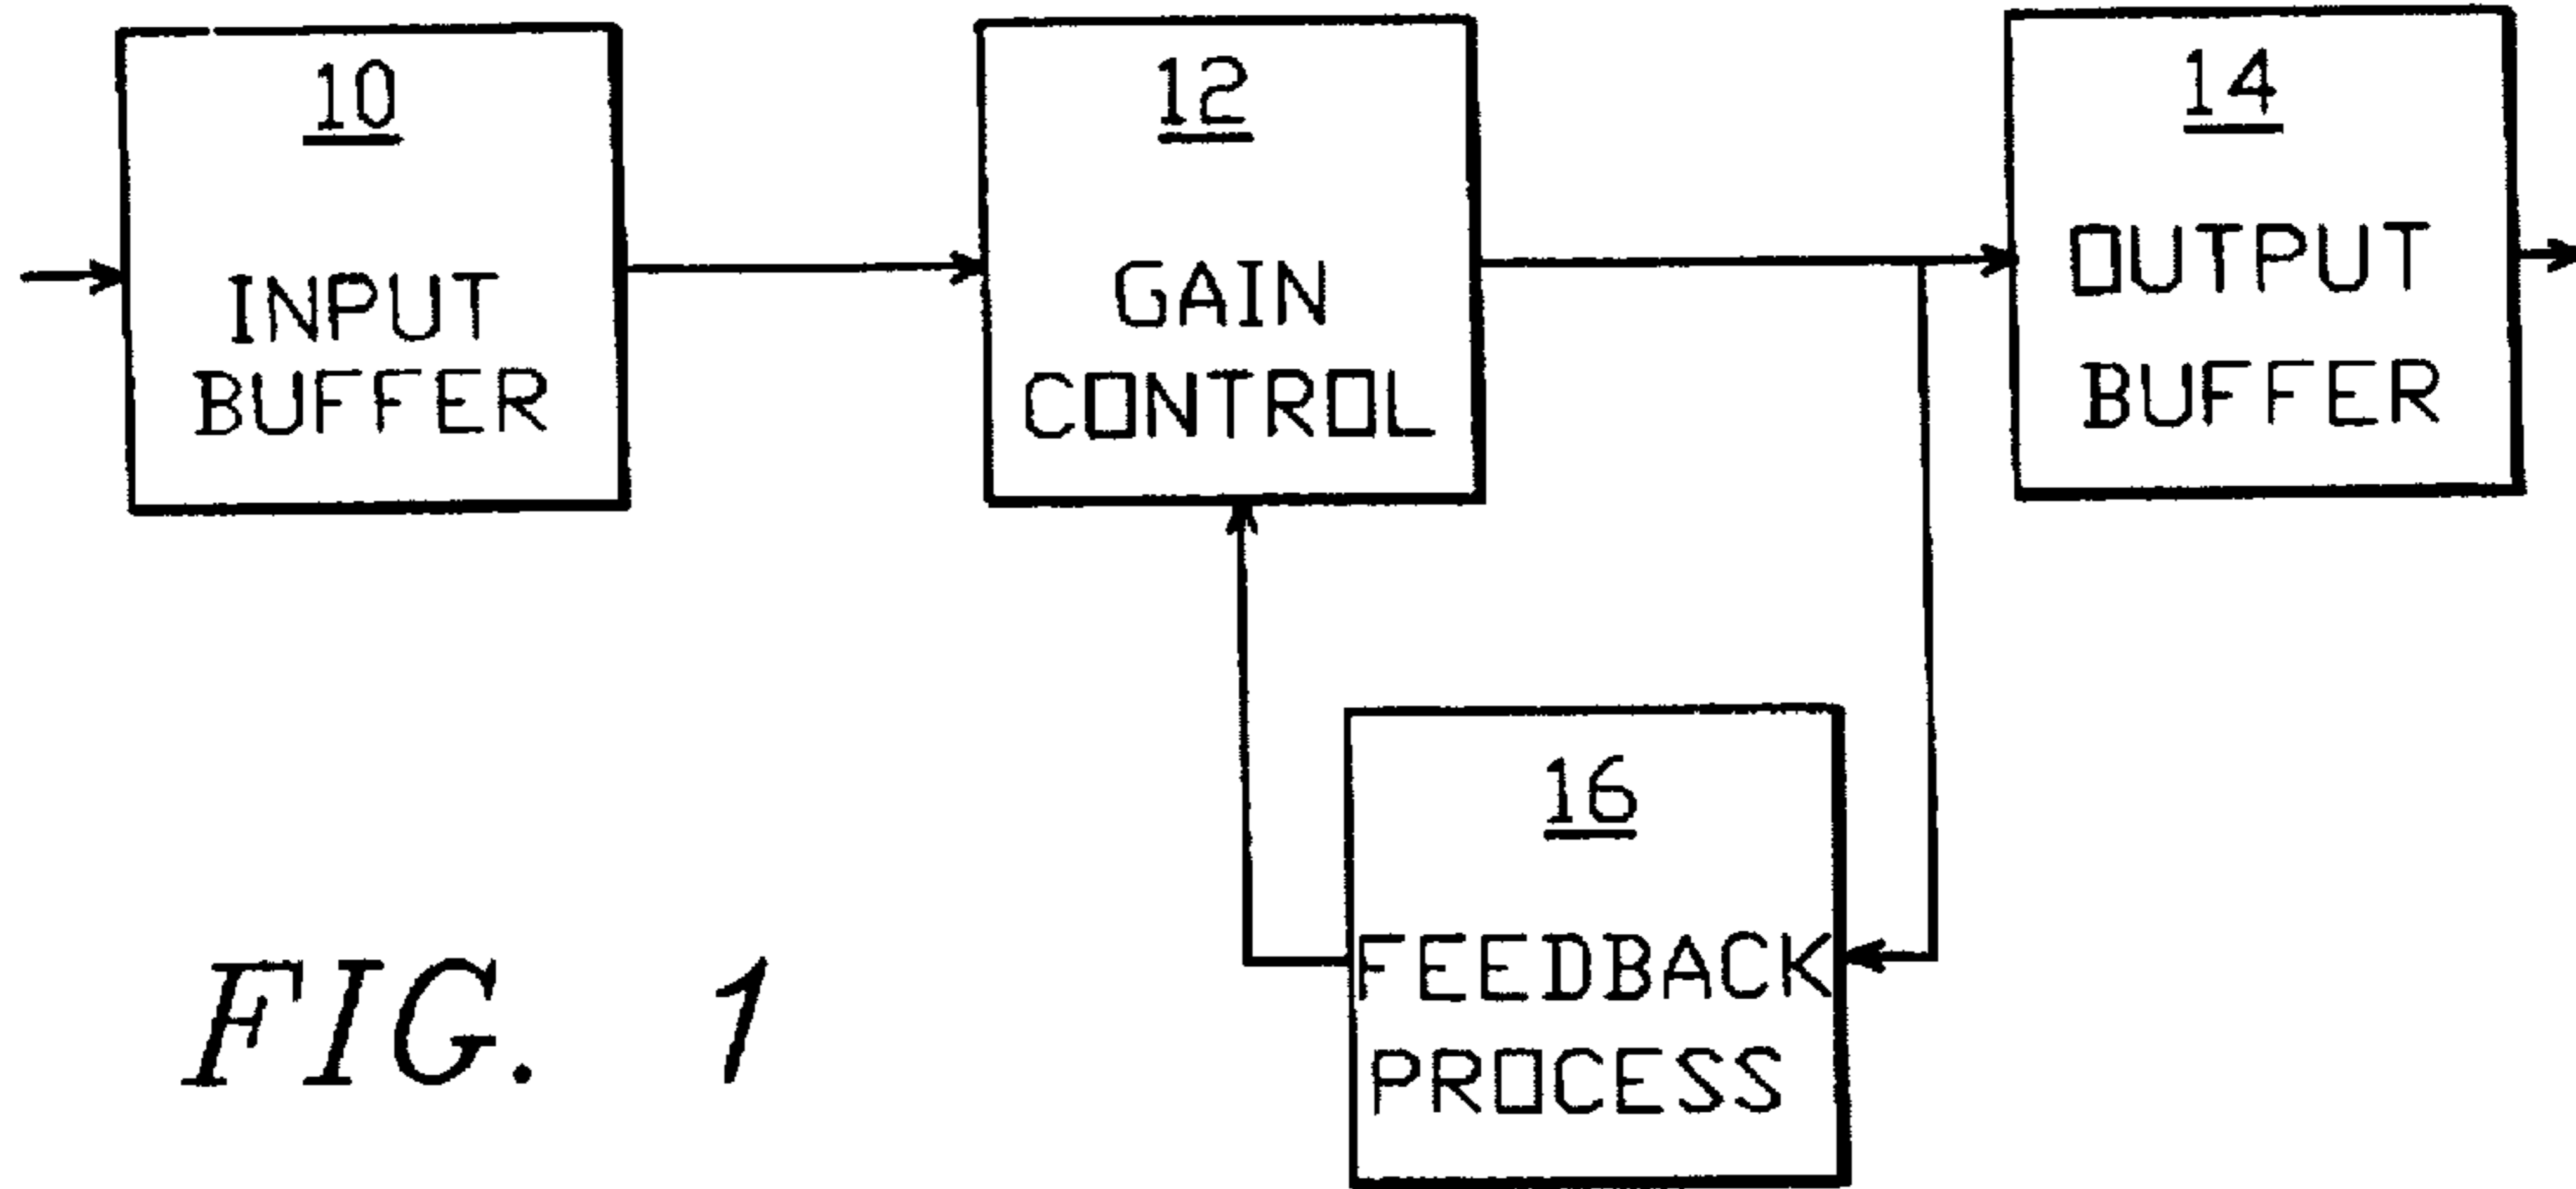 10
INPUT
BUFFER
12
GAIN
CONTROL
14
OUTPUT
BUFFER
16
FEEDBACK
PROCESS
FIG. 1